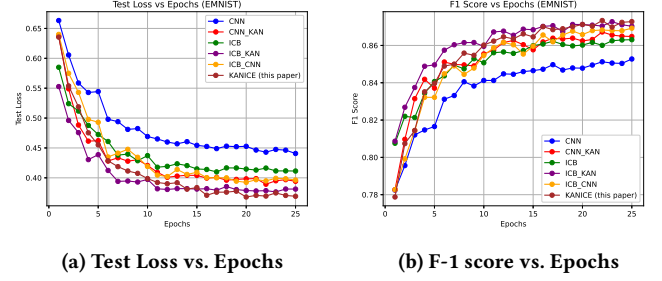 Test Loss vs Epochs (EMNIST)
0.65
0.60
0.55
0.50
0.45
0.40
Test Loss
0 5 10 15 20 25
Epochs
CNN
CNN_KAN
ICB
ICB_KAN
ICB_CNN
KANICE (this paper)
(a) Test Loss vs. Epochs
F1 Score vs Epochs (EMNIST)
0.86
0.84
0.82
0.80
0.78
F1 Score
0 5 10 15 20 25
Epochs
CNN
CNN_KAN
ICB
ICB_KAN
ICB_CNN
KANICE (this paper)
(b) F-1 score vs. Epochs